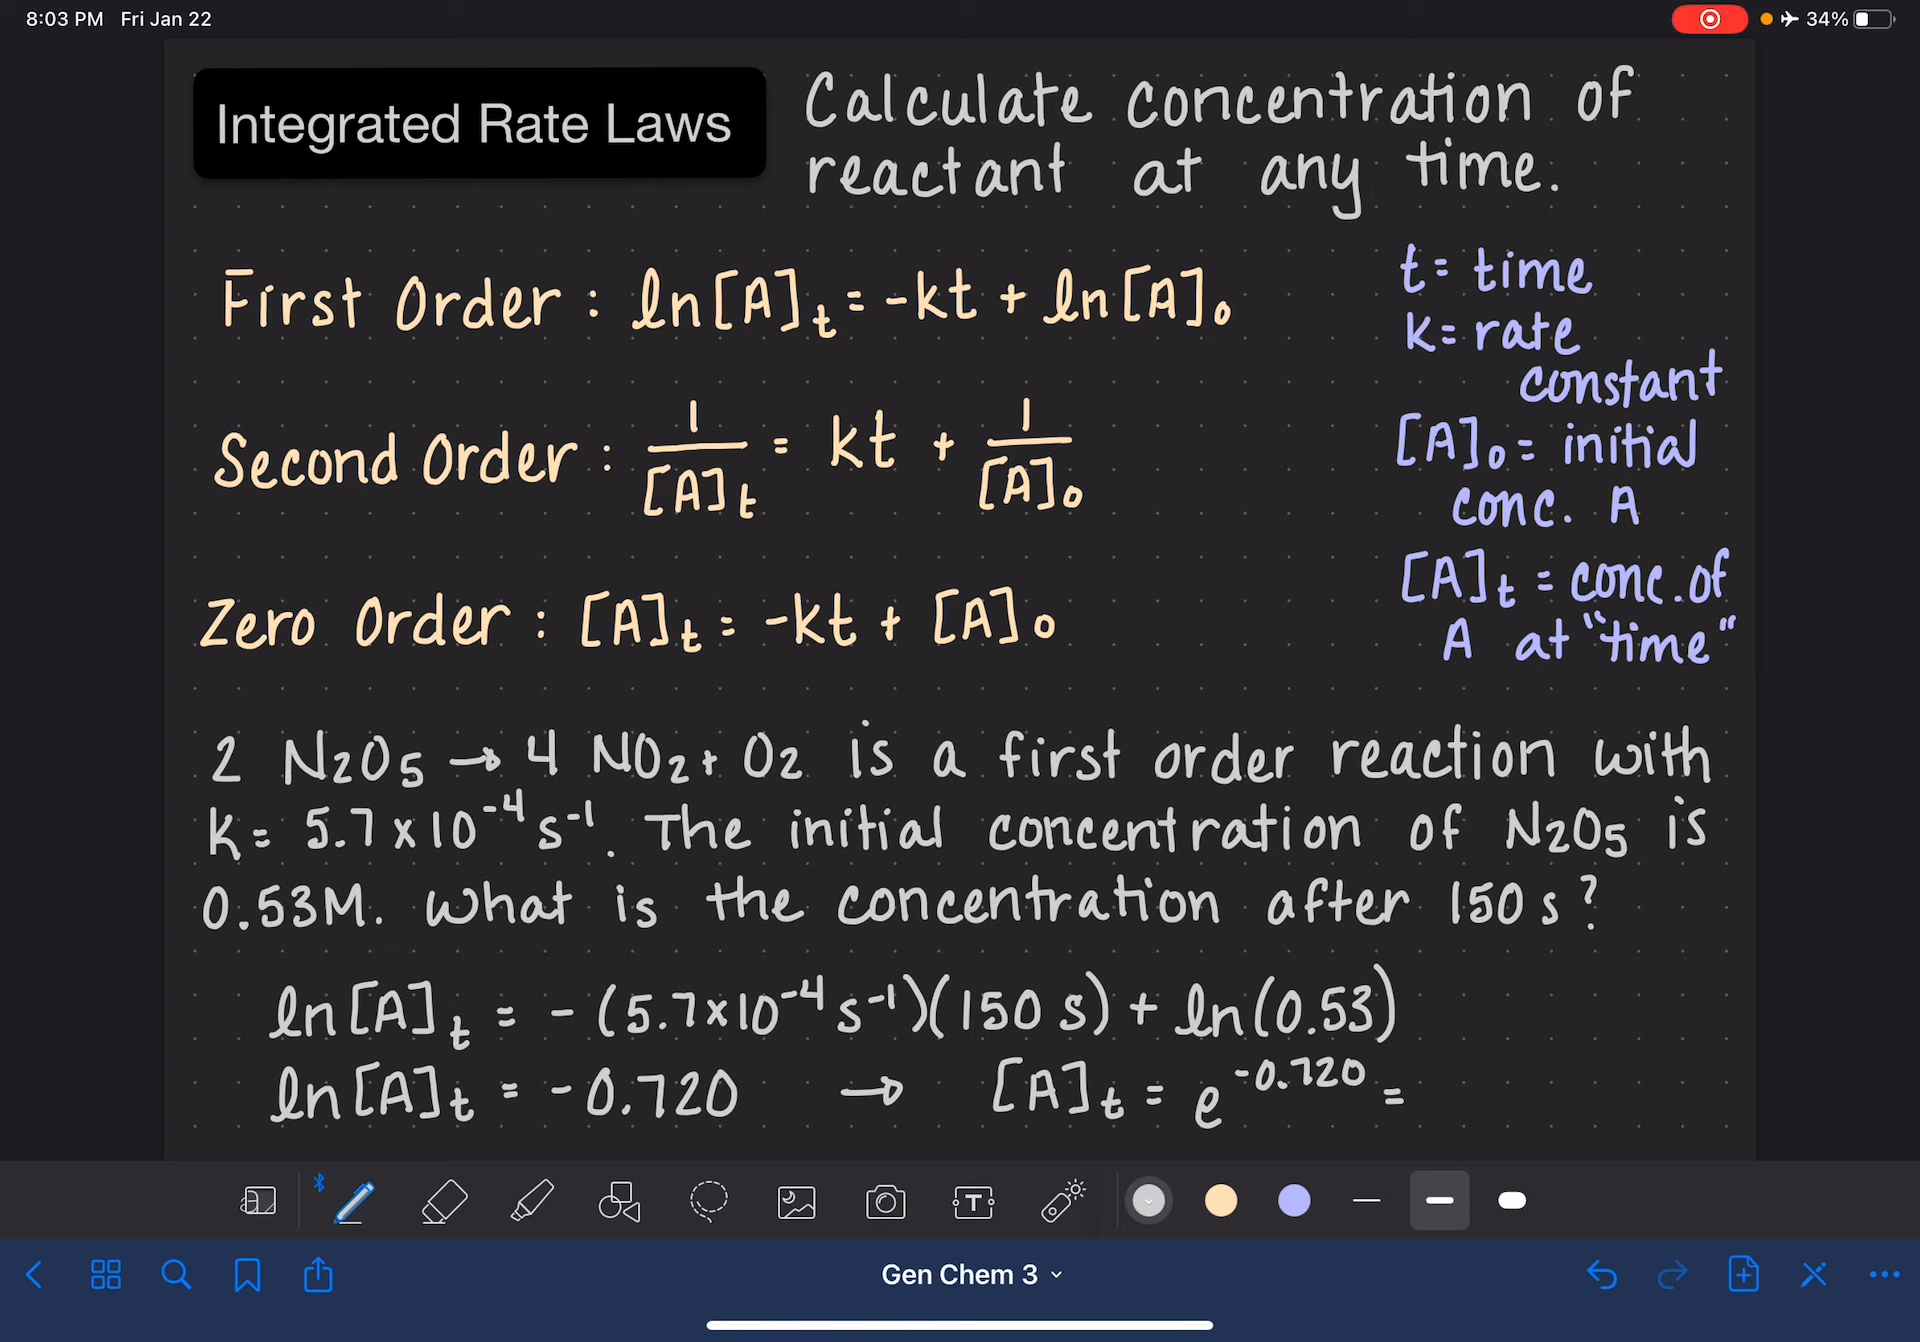 8:03 PM Fri Jan 22
34%
Integrated Rate Laws
Calculate concentration of
reactant at any time.
First Order : ln[A]ₜ = -kt + ln[A]₀
Second Order : 1/[A]ₜ = kt + 1/[A]₀
Zero Order : [A]ₜ = -kt + [A]₀
t = time
k = rate
constant
[A]₀ = initial
conc. A
[A]ₜ = conc. of
A at "time"
2 N₂O₅ → 4 NO₂ + O₂ is a first order reaction with
k = 5.7 x 10⁻⁴ s⁻¹. The initial concentration of N₂O₅ is
0.53M. What is the concentration after 150 s?
ln[A]ₜ = - (5.7x10⁻⁴ s⁻¹)(150 s) + ln(0.53)
ln[A]ₜ = -0.720 → [A]ₜ = e^-0.720 =
T
Gen Chem 3